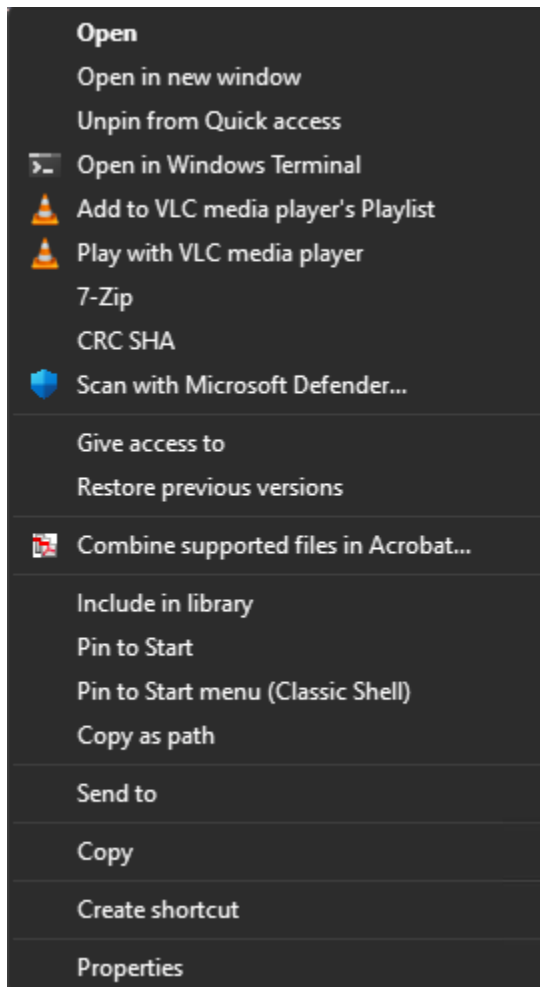 Open
Open in new window
Unpin from Quick access
Open in Windows Terminal
Add to VLC media player's Playlist
Play with VLC media player
7-Zip
CRC SHA
Scan with Microsoft Defender...
Give access to
Restore previous versions
Combine supported files in Acrobat...
Include in library
Pin to Start
Pin to Start menu (Classic Shell)
Copy as path
Send to
Copy
Create shortcut
Properties